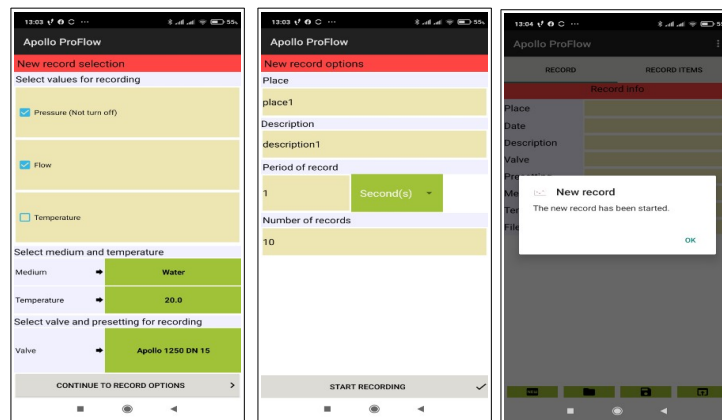 13:03
55%
Apollo ProFlow
New record selection
Select values for recording
Pressure (Not turn off)
Flow
Temperature
Select medium and temperature
Medium
Water
Temperature
20.0
Select valve and presetting for recording
Valve
Apollo 1250 DN 15
CONTINUE TO RECORD OPTIONS
13:03
55%
Apollo ProFlow
New record options
Place
place1
Description
description1
Period of record
1
Second(s)
Number of records
10
START RECORDING
13:04
Apollo ProFlow
RECORD
RECORD ITEMS
Record info
Place
Date
Description
Valve
New record
The new record has been started.
OK